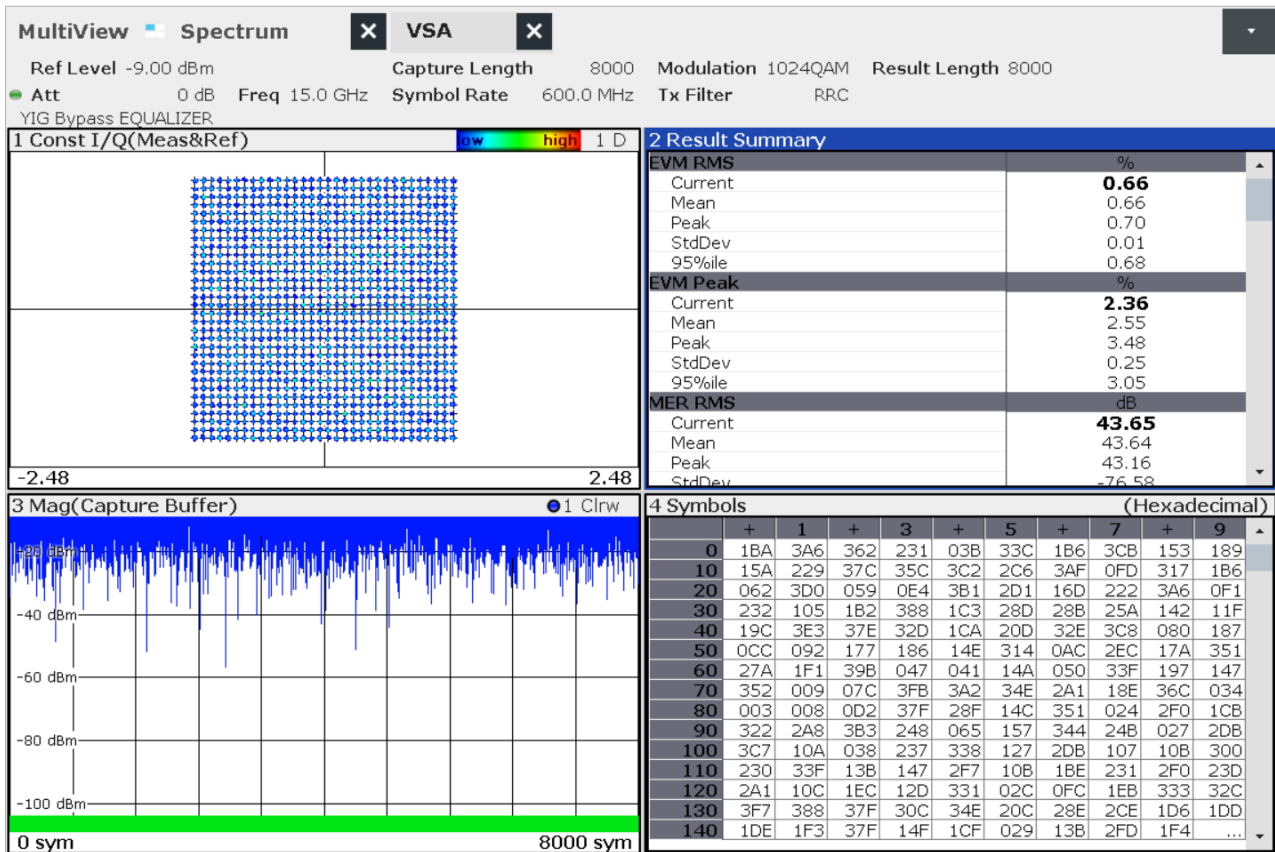 MultiView Spectrum X VSA X
Ref Level -9.00 dBm Capture Length 8000 Modulation 1024QAM Result Length 8000
Att 0 dB Freq 15.0 GHz Symbol Rate 600.0 MHz Tx Filter RRC
YIG Bypass EQUALIZER
1 Const I/Q(Meas&Ref) low high 1 D
-2.48 2.48
2 Result Summary
EVM RMS %
Current 0.66
Mean 0.66
Peak 0.70
StdDev 0.01
95%ile 0.68
EVM Peak %
Current 2.36
Mean 2.55
Peak 3.48
StdDev 0.25
95%ile 3.05
MER RMS dB
Current 43.65
Mean 43.64
Peak 43.16
StdDev -76.58
3 Mag(Capture Buffer) 1 Clrw
-20 dBm
-40 dBm
-60 dBm
-80 dBm
-100 dBm
0 sym 8000 sym
4 Symbols (Hexadecimal)
+ 1 + 3 + 5 + 7 + 9
0 1BA 3A6 362 231 03B 33C 1B6 3CB 153 189
10 15A 229 37C 35C 3C2 2C6 3AF 0FD 317 1B6
20 062 3D0 059 0E4 3B1 2D1 16D 222 3A6 0F1
30 232 105 1B2 388 1C3 28D 28B 25A 142 11F
40 19C 3E3 37E 32D 1CA 20D 32E 3C8 080 187
50 0CC 092 177 186 14E 314 0AC 2EC 17A 351
60 27A 1F1 39B 047 041 14A 050 33F 197 147
70 352 009 07C 3FB 3A2 34E 2A1 18E 36C 034
80 003 008 0D2 37F 28F 14C 351 024 2F0 1CB
90 322 2A8 3B3 248 065 157 344 24B 027 2DB
100 3C7 10A 038 237 338 127 2DB 107 10B 300
110 230 33F 13B 147 2F7 10B 1BE 231 2F0 23D
120 2A1 10C 1EC 12D 331 02C 0FC 1EB 333 32C
130 3F7 388 37F 30C 34E 20C 28E 2CE 1D6 1DD
140 1DE 1F3 37F 14F 1CF 029 13B 2FD 1F4 ...